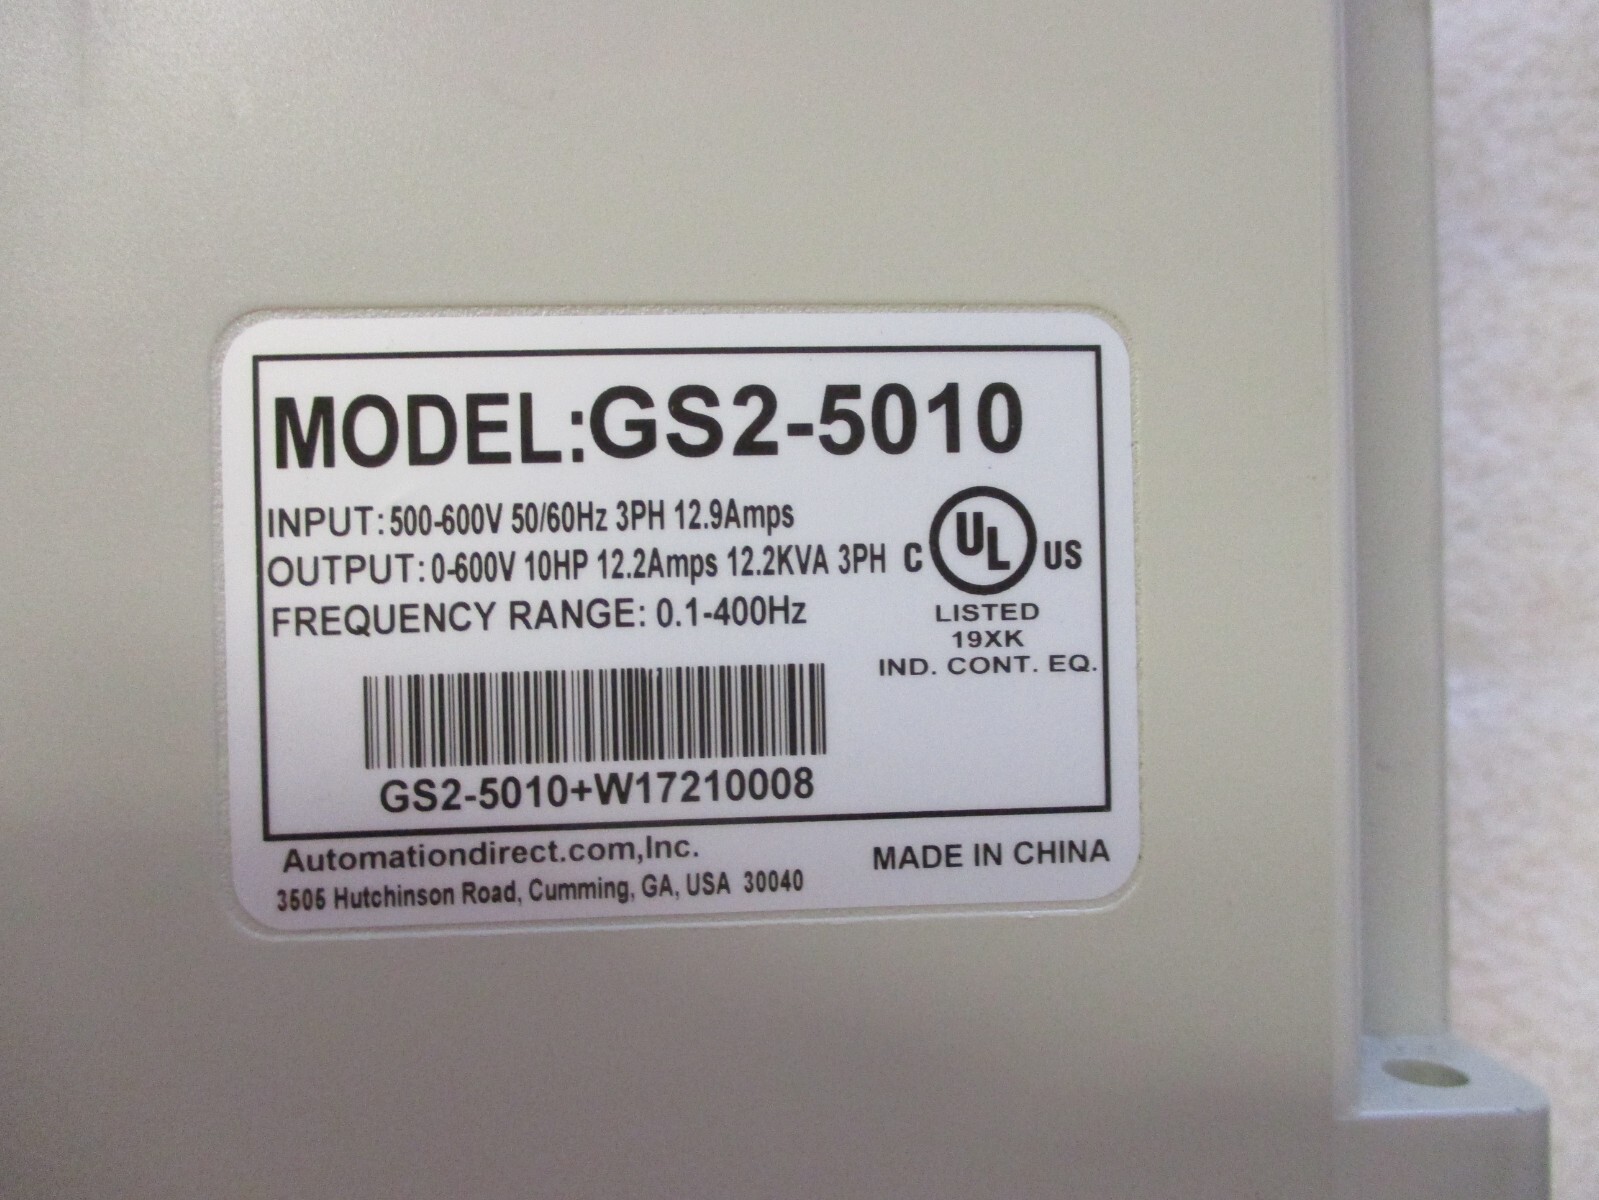 MODEL:GS2-5010
INPUT: 500-600V 50/60Hz 3PH 12.9Amps
OUTPUT: 0-600V 10HP 12.2Amps 12.2KVA 3PH
FREQUENCY RANGE: 0.1-400Hz
C UL US
LISTED
19XK
IND. CONT. EQ.
GS2-5010+W17210008
Automationdirect.com,Inc.
3505 Hutchinson Road, Cumming, GA, USA 30040
MADE IN CHINA